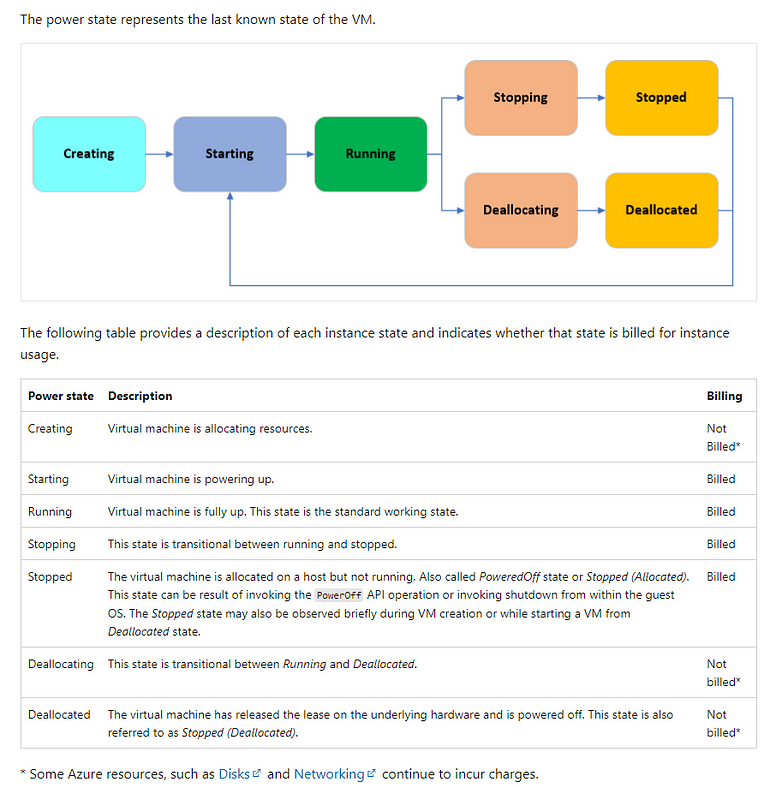 The power state represents the last known state of the VM.
Stopping
Stopped
Creating
Starting
Running
Deallocating
Deallocated
The following table provides a description of each instance state and indicates whether that state is billed for instance
usage.
Power state Description Billing
Creating Virtual machine is allocating resources. Not
Billed*
Starting Virtual machine is powering up. Billed
Running Virtual machine is fully up. This state is the standard working state. Billed
Stopping This state is transitional between running and stopped. Billed
Stopped The virtual machine is allocated on a host but not running. Also called PoweredOff state or Stopped (Allocated). Billed
This state can be result of invoking the PowerOff API operation or invoking shutdown from within the guest
OS. The Stopped state may also be observed briefly during VM creation or while starting a VM from
Deallocated state.
Deallocating This state is transitional between Running and Deallocated. Not
billed*
Deallocated The virtual machine has released the lease on the underlying hardware and is powered off. This state is also Not
referred to as Stopped (Deallocated). billed*
* Some Azure resources, such as Disks and Networking continue to incur charges.